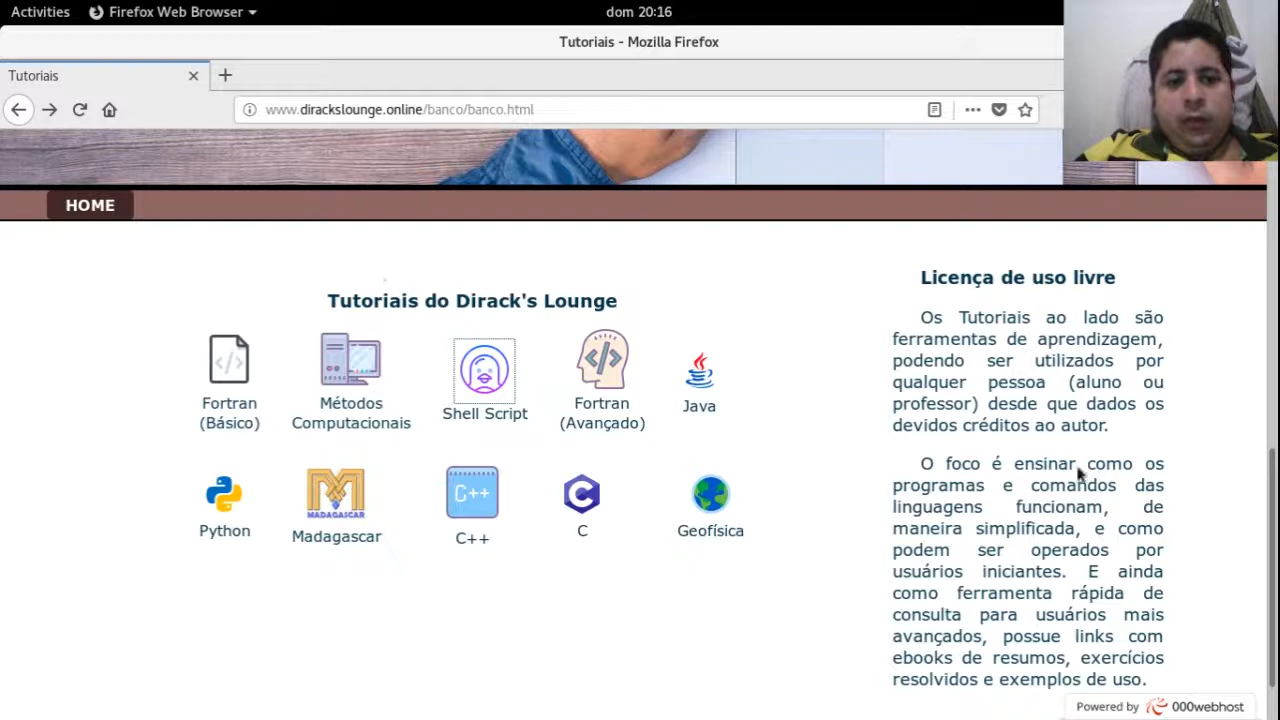 Activities Firefox Web Browser dom 20:16
Tutoriais - Mozilla Firefox
Tutoriais
www.dirackslounge.online/banco/banco.html
HOME
Tutoriais do Dirack's Lounge
Fortran
(Básico)
Métodos
Computacionais
Shell Script
Fortran
(Avançado)
Java
Python
MADAGASCAR
Madagascar
C++
C++
C
C
Geofísica
Licença de uso livre
Os Tutoriais ao lado são
ferramentas de aprendizagem,
podendo ser utilizados por
qualquer pessoa (aluno ou
professor) desde que dados os
devidos créditos ao autor.
O foco é ensinar como os
programas e comandos das
linguagens funcionam, de
maneira simplificada, e como
podem ser operados por
usuários iniciantes. E ainda
como ferramenta rápida de
consulta para usuários mais
avançados, possue links com
ebooks de resumos, exercícios
resolvidos e exemplos de uso.
Powered by 000webhost